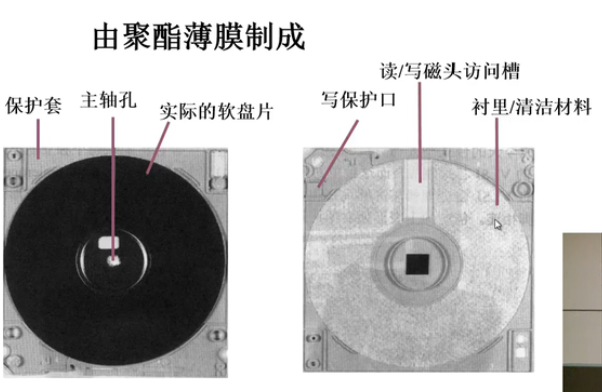 由聚酯薄膜制成
读/写磁头访问槽
保护套
主轴孔
实际的软盘片
写保护口
衬里/清洁材料